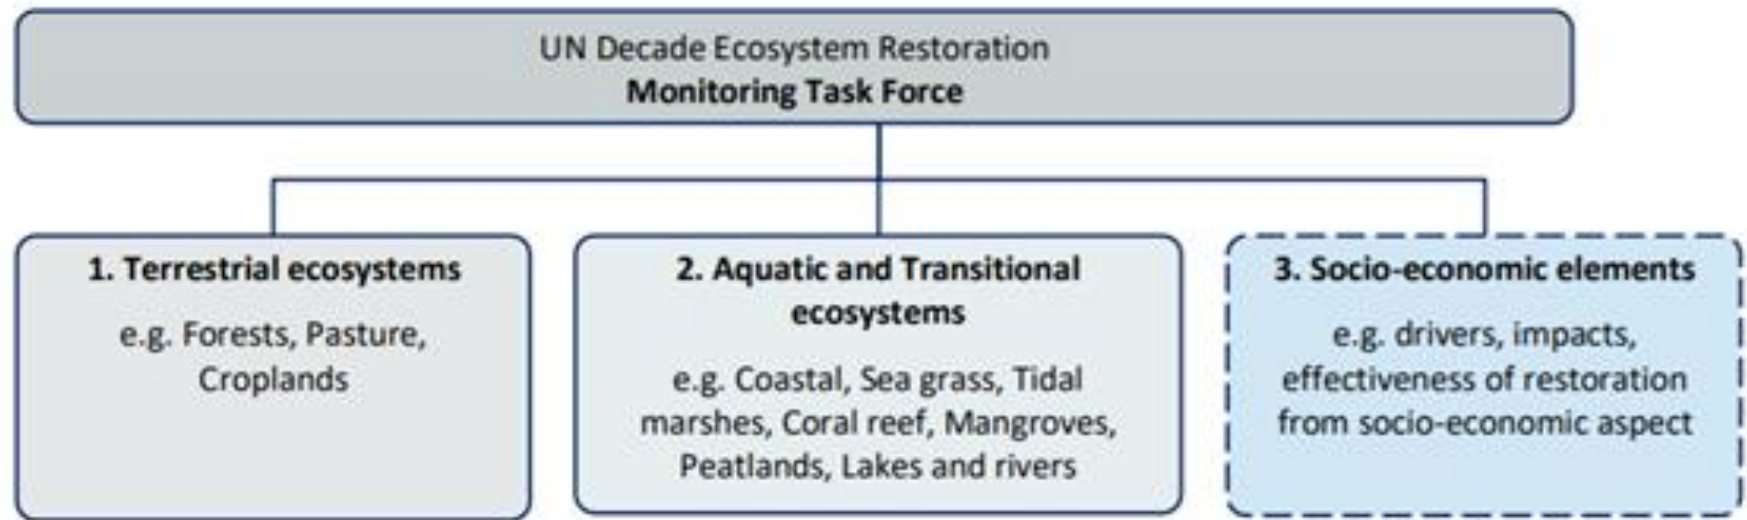 UN Decade Ecosystem Restoration
Monitoring Task Force
1. Terrestrial ecosystems
e.g. Forests, Pasture,
Croplands
2. Aquatic and Transitional
ecosystems
e.g. Coastal, Sea grass, Tidal
marshes, Coral reef, Mangroves,
Peatlands, Lakes and rivers
3. Socio-economic elements
e.g. drivers, impacts,
effectiveness of restoration
from socio-economic aspect